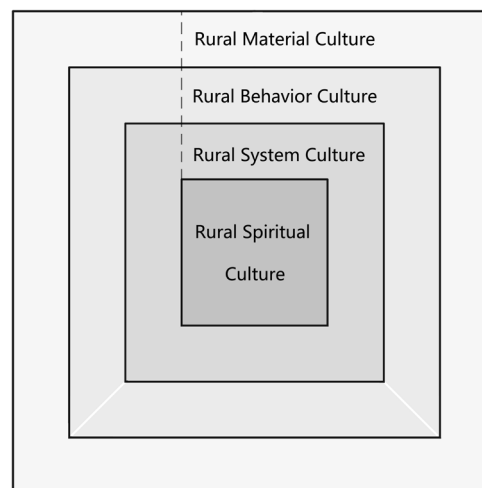 Rural Material Culture
Rural Behavior Culture
Rural System Culture
Rural Spiritual
Culture